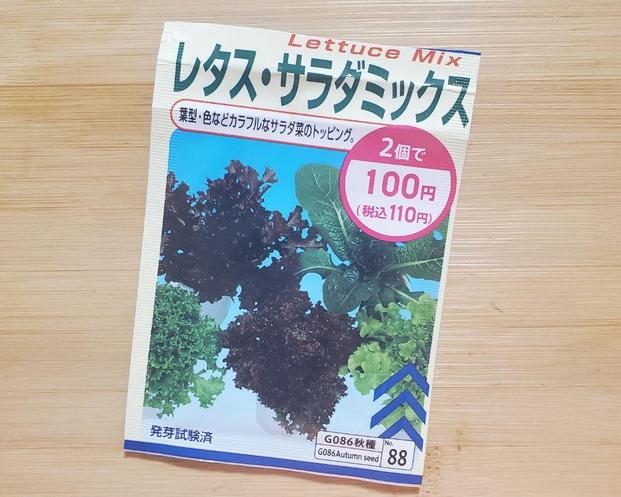 Lettuce Mix
レタス・サラダミックス
葉型・色などカラフルなサラダ菜のトッピング。
2個で
100円
(税込110円)
発芽試験済
G086秋種
G086Autumn seed
No.
88